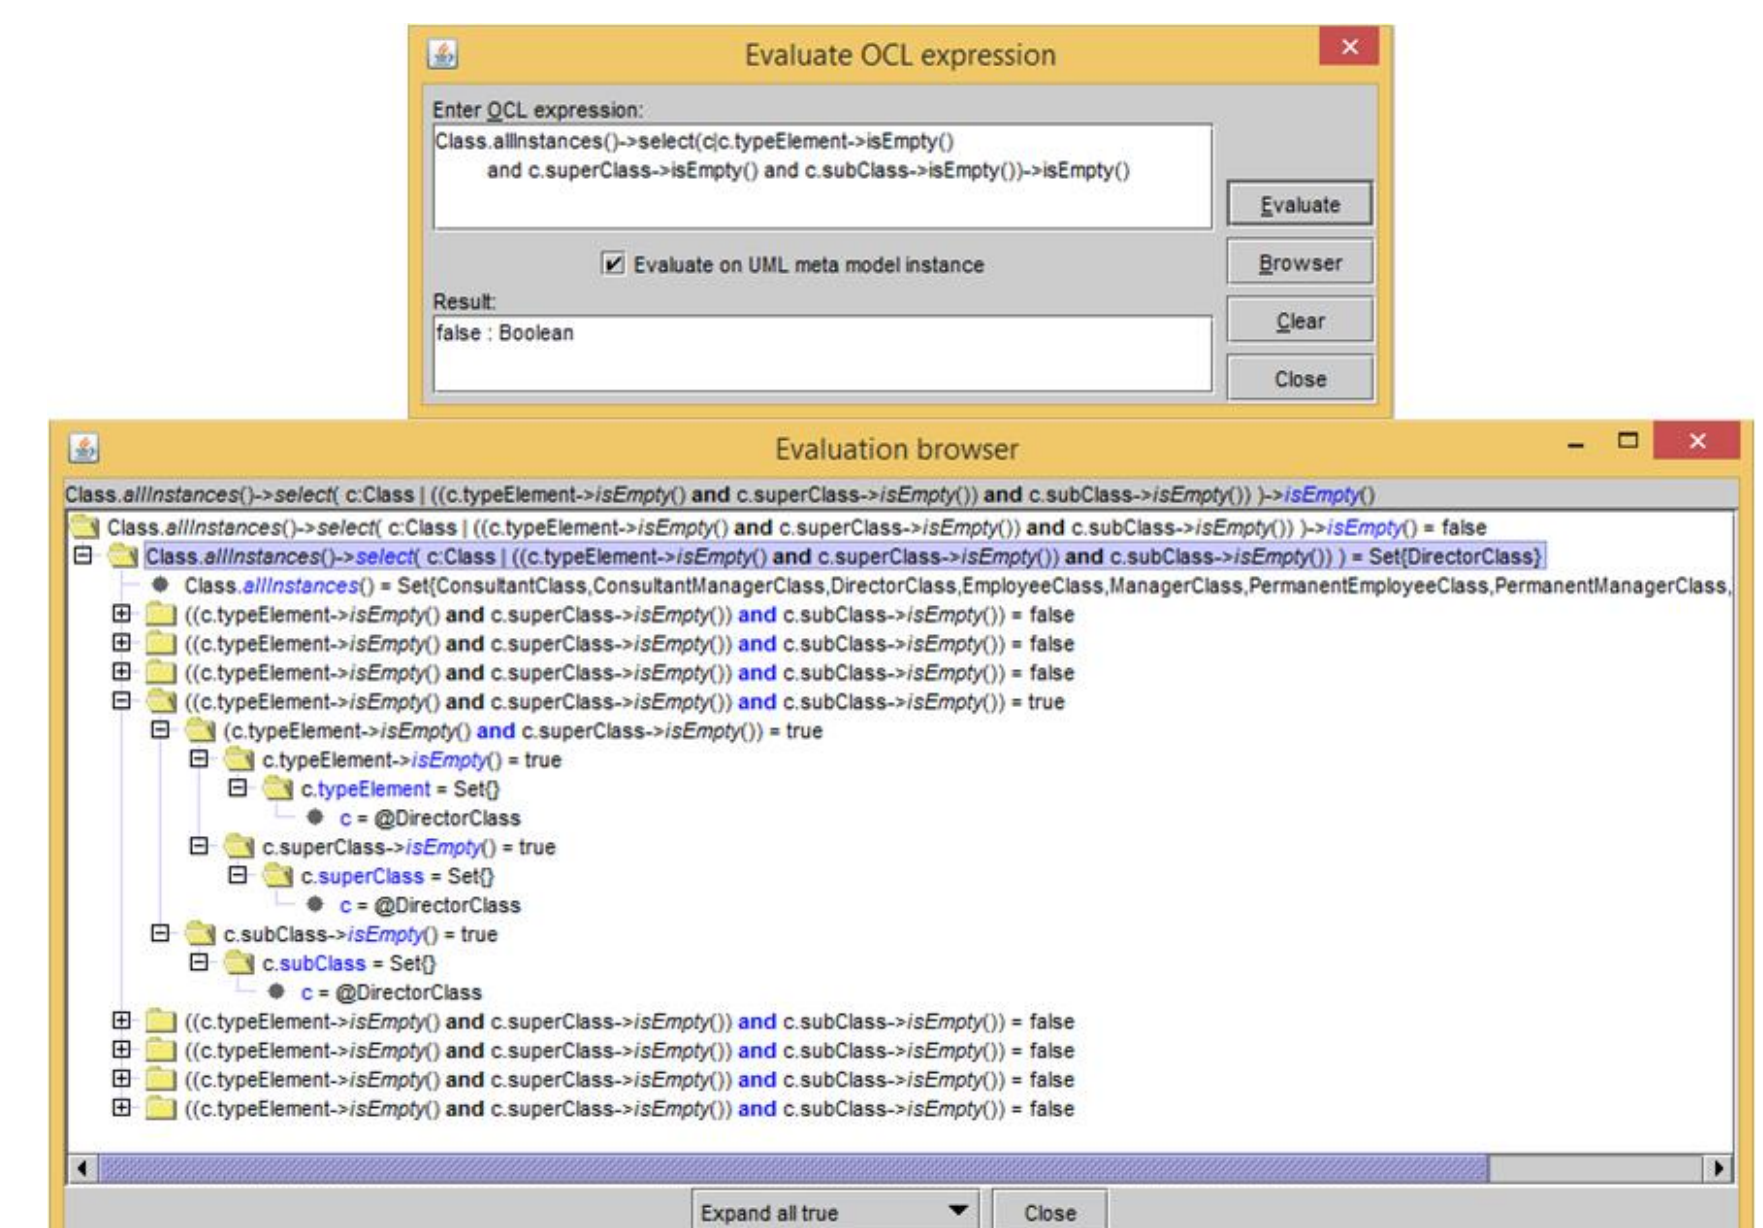 Evaluate OCL expression
Enter OCL expression:
Class.allInstances()->select(c|c.typeElement->isEmpty()
and c.superClass->isEmpty() and c.subClass->isEmpty())->isEmpty()
Evaluate
Evaluate on UML meta model instance
Browser
Result:
false : Boolean
Clear
Close
Evaluation browser
Class.allInstances()->select( c:Class | ((c.typeElement->isEmpty() and c.superClass->isEmpty()) and c.subClass->isEmpty()) )->isEmpty()
Class.allInstances()->select( c:Class | ((c.typeElement->isEmpty() and c.superClass->isEmpty()) and c.subClass->isEmpty()) )->isEmpty() = false
Class.allInstances()->select( c:Class | ((c.typeElement->isEmpty() and c.superClass->isEmpty()) and c.subClass->isEmpty()) ) = Set{DirectorClass}
Class.allInstances() = Set{ConsultantClass,ConsultantManagerClass,DirectorClass,EmployeeClass,ManagerClass,PermanentEmployeeClass,PermanentManagerClass,
((c.typeElement->isEmpty() and c.superClass->isEmpty()) and c.subClass->isEmpty()) = false
((c.typeElement->isEmpty() and c.superClass->isEmpty()) and c.subClass->isEmpty()) = false
((c.typeElement->isEmpty() and c.superClass->isEmpty()) and c.subClass->isEmpty()) = false
((c.typeElement->isEmpty() and c.superClass->isEmpty()) and c.subClass->isEmpty()) = true
(c.typeElement->isEmpty() and c.superClass->isEmpty()) = true
c.typeElement->isEmpty() = true
c.typeElement = Set{}
c = @DirectorClass
c.superClass->isEmpty() = true
c.superClass = Set{}
c = @DirectorClass
c.subClass->isEmpty() = true
c.subClass = Set{}
c = @DirectorClass
((c.typeElement->isEmpty() and c.superClass->isEmpty()) and c.subClass->isEmpty()) = false
((c.typeElement->isEmpty() and c.superClass->isEmpty()) and c.subClass->isEmpty()) = false
((c.typeElement->isEmpty() and c.superClass->isEmpty()) and c.subClass->isEmpty()) = false
((c.typeElement->isEmpty() and c.superClass->isEmpty()) and c.subClass->isEmpty()) = false
Expand all true
Close